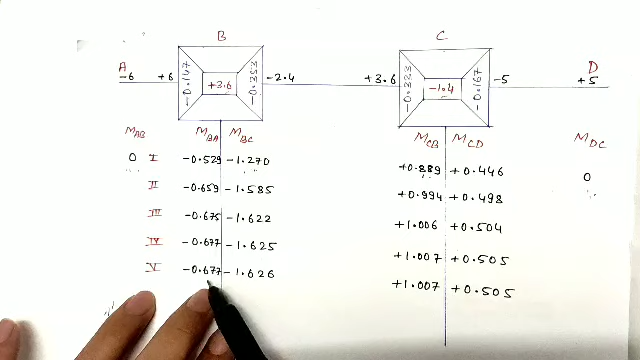 B C
A D
-6 +6 -0.147 +3.6 -0.353 -2.4 +3.6 -0.333 -1.4 -0.167 -5 +5
MAB MBA MBC MCB MCD MDC
0 I -0.529 -1.270 +0.889 +0.446 0
II -0.659 -1.585 +0.994 +0.498
III -0.675 -1.622 +1.006 +0.504
IV -0.677 -1.625 +1.007 +0.505
V -0.677 -1.626 +1.007 +0.505